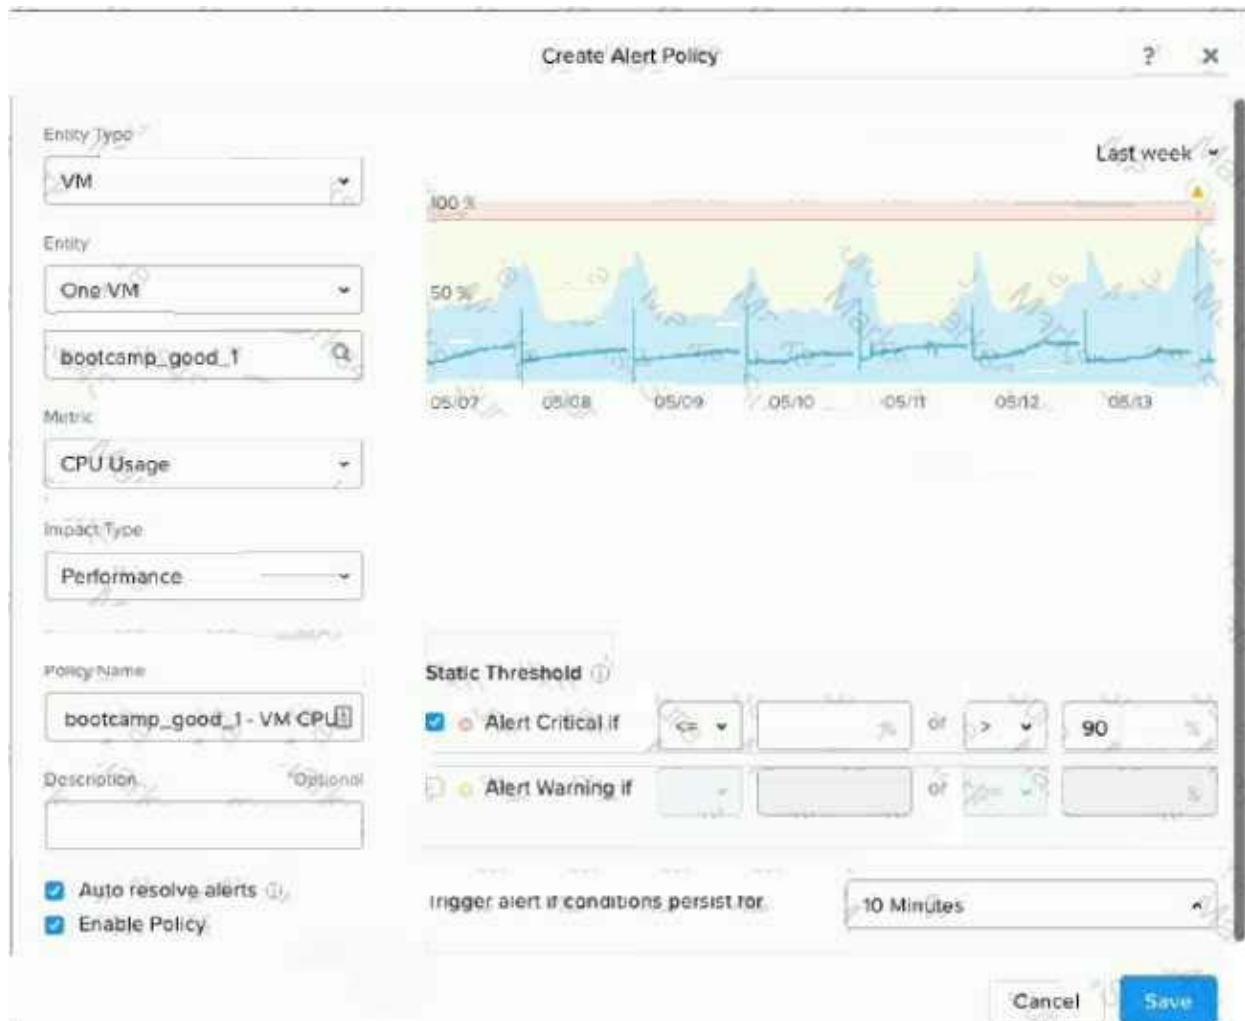 Create Alert Policy
?
Entity Type
VM
Entity
One VM
bootcamp_good_1
Metric
CPU Usage
Impact Type
Performance
Policy Name
bootcamp_good_1 - VM CPU
Description
*Optional
Auto resolve alerts
Enable Policy
Last week
100 %
50 %
05/07 05/08 05/09 05/10 05/11 05/12 05/13
Static Threshold
Alert Critical if <= % or > 90 %
Alert Warning if or >= %
Trigger alert if conditions persist for
10 Minutes
Cancel
Save